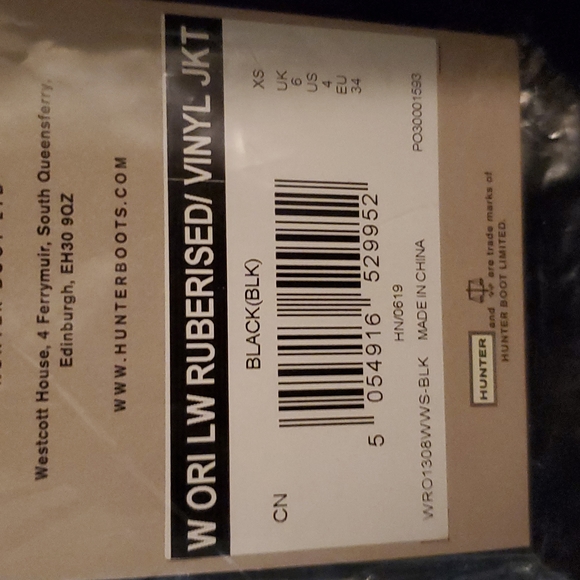 Westcott House, 4 Ferrymuir, South Queensferry,
Edinburgh, EH30 9QZ
WWW.HUNTERBOOTS.COM
W ORI LW RUBERISED/ VINYL JKT
BLACK(BLK)
XS
UK
6
US
4
EU
34
CN
5 054916 529952
HN/0619
WRO1308WWS-BLK MADE IN CHINA
PO30001593
HUNTER and are trade marks of
HUNTER BOOT LIMITED.